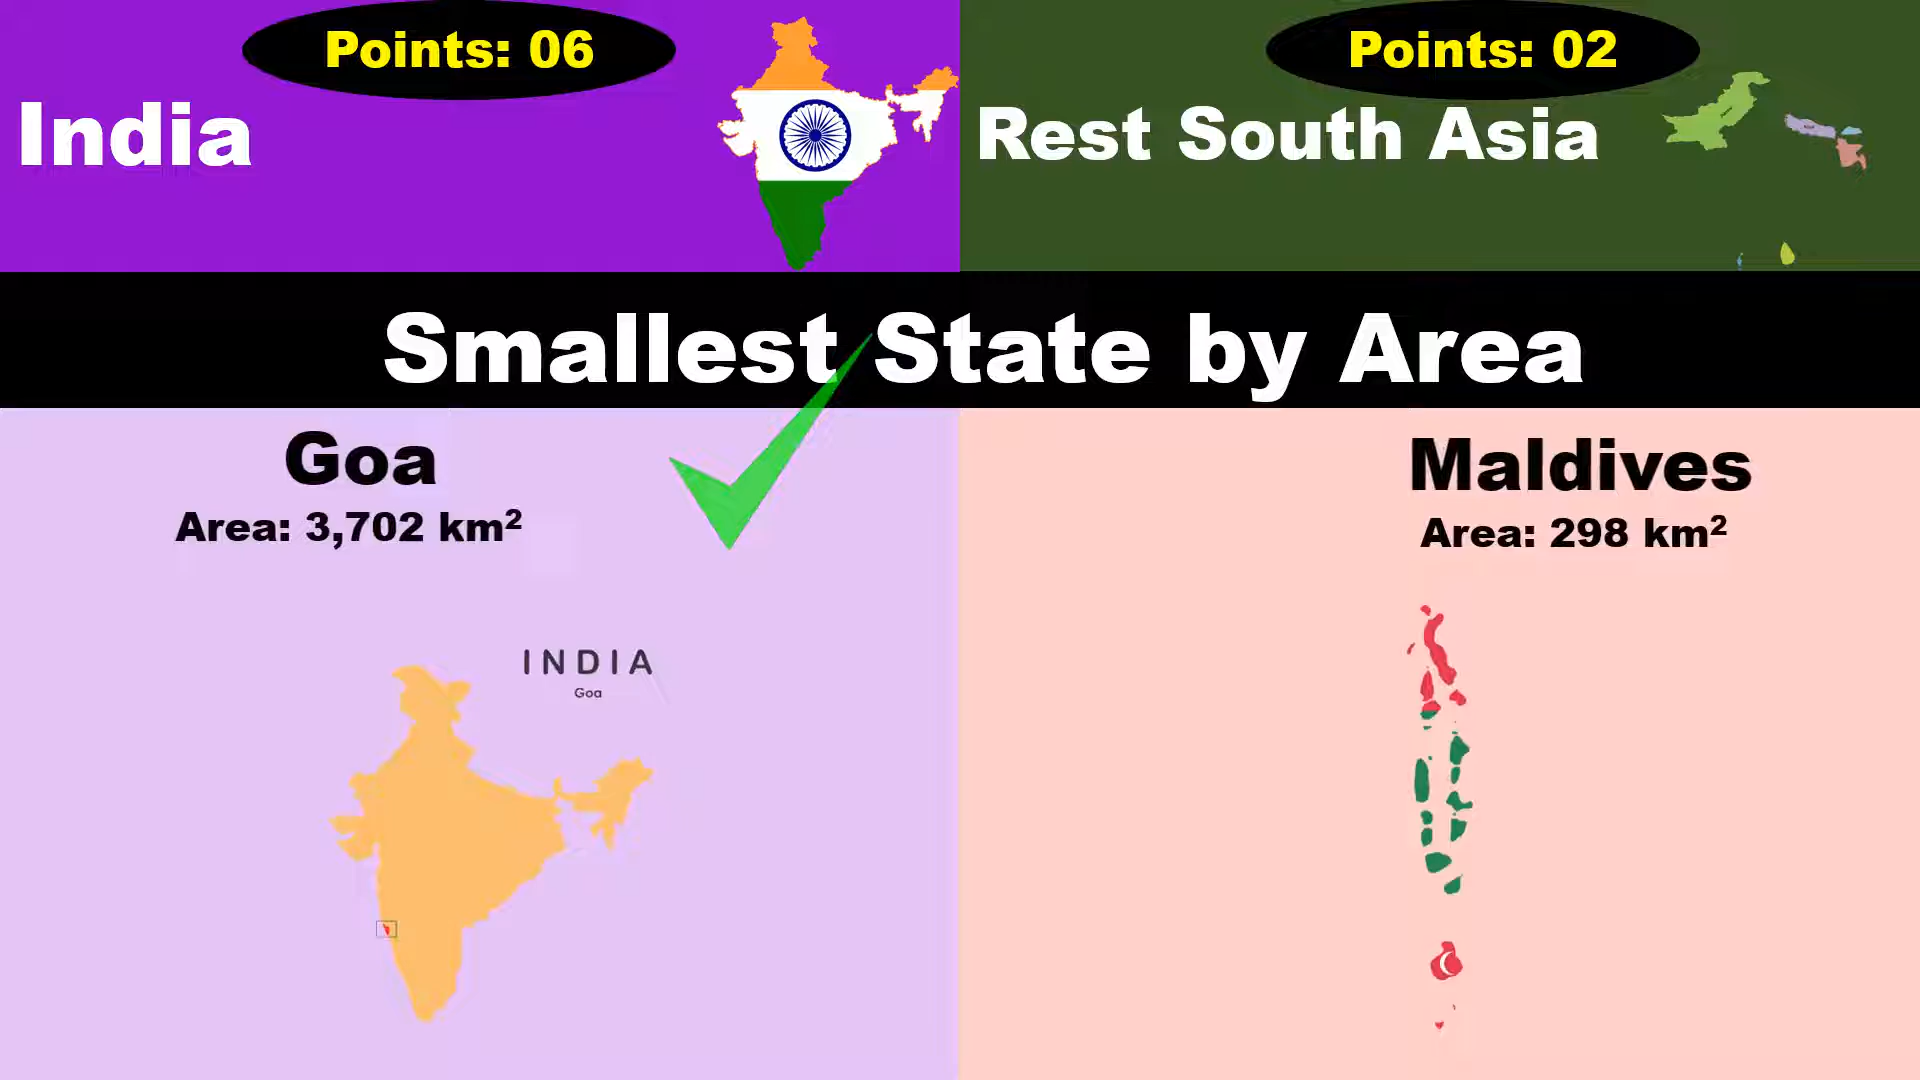 Points: 06
India
Points: 02
Rest South Asia
Smallest State by Area
Goa
Area: 3,702 km²
INDIA
Goa
Maldives
Area: 298 km²